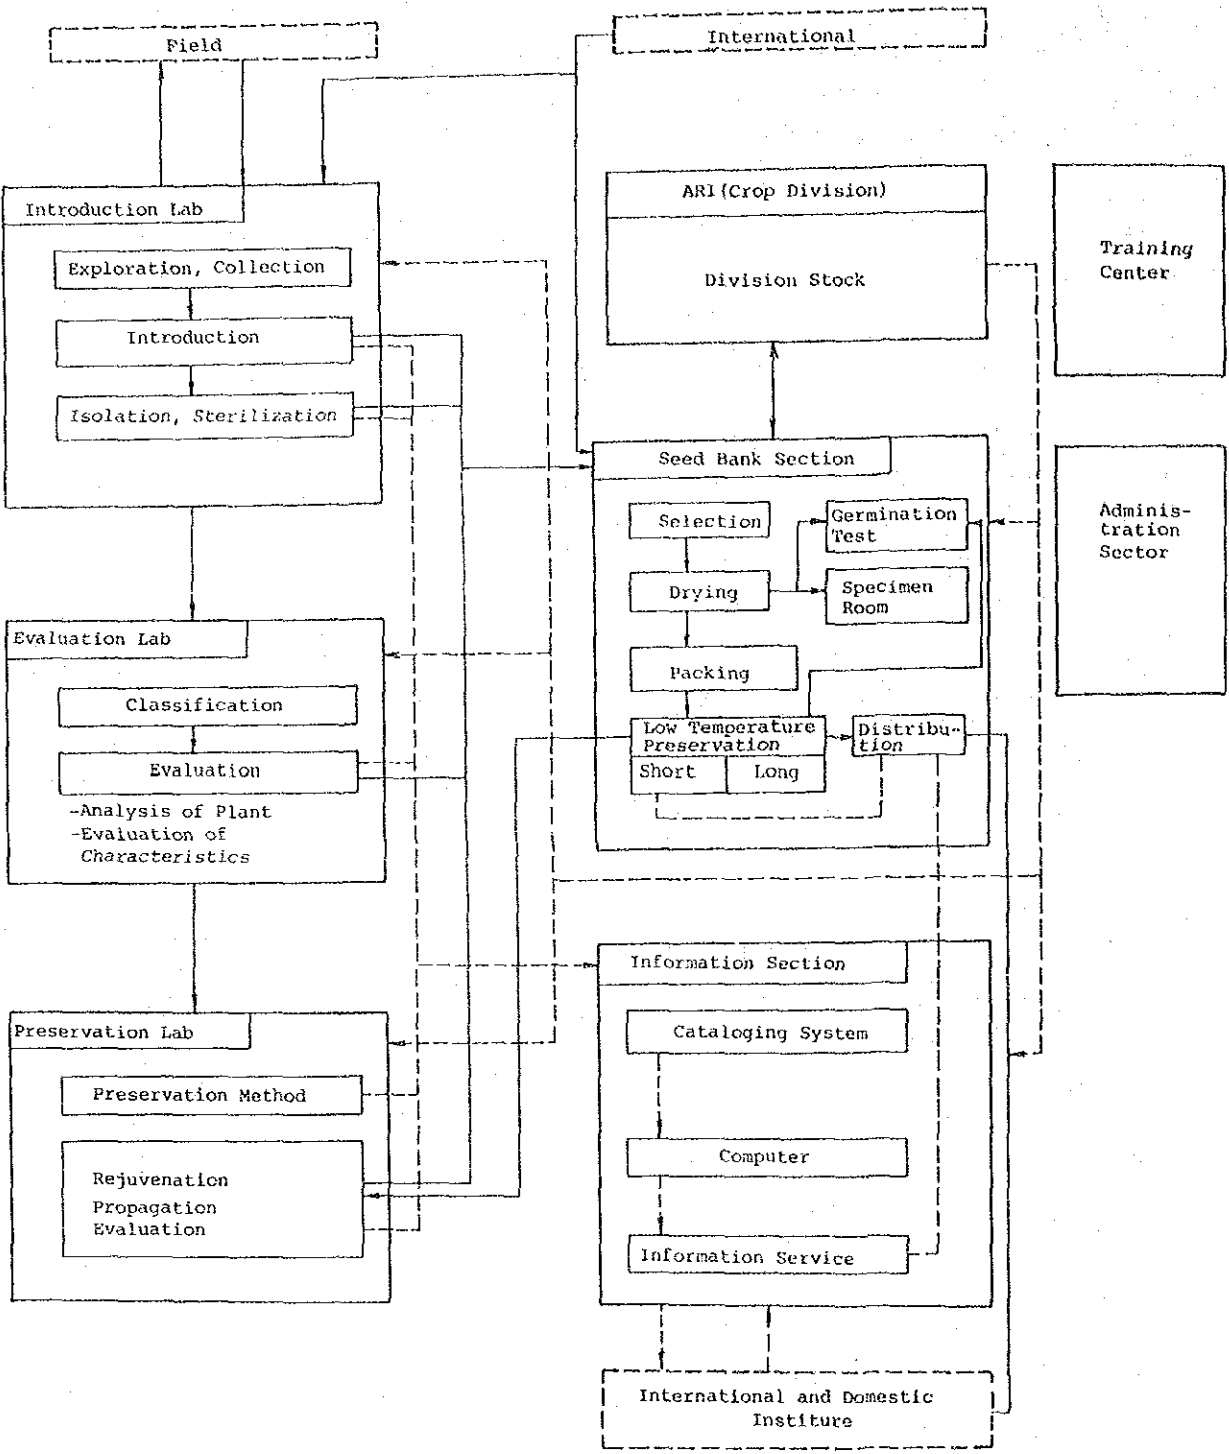 Field
International
Introduction Lab
Exploration, Collection
Introduction
Isolation, Sterilization
ARI(Crop Division)
Division Stock
Training
Center
Seed Bank Section
Selection
Germination
Test
Drying
Specimen
Room
Packing
Low Temperature
Preservation
Short
Long
Distribu-
tion
Adminis-
tration
Sector
Evaluation Lab
Classification
Evaluation
-Analysis of Plant
-Evaluation of
Characteristics
Preservation Lab
Preservation Method
Rejuvenation
Propagation
Evaluation
Information Section
Cataloging System
Computer
Information Service
International and Domestic
Institure